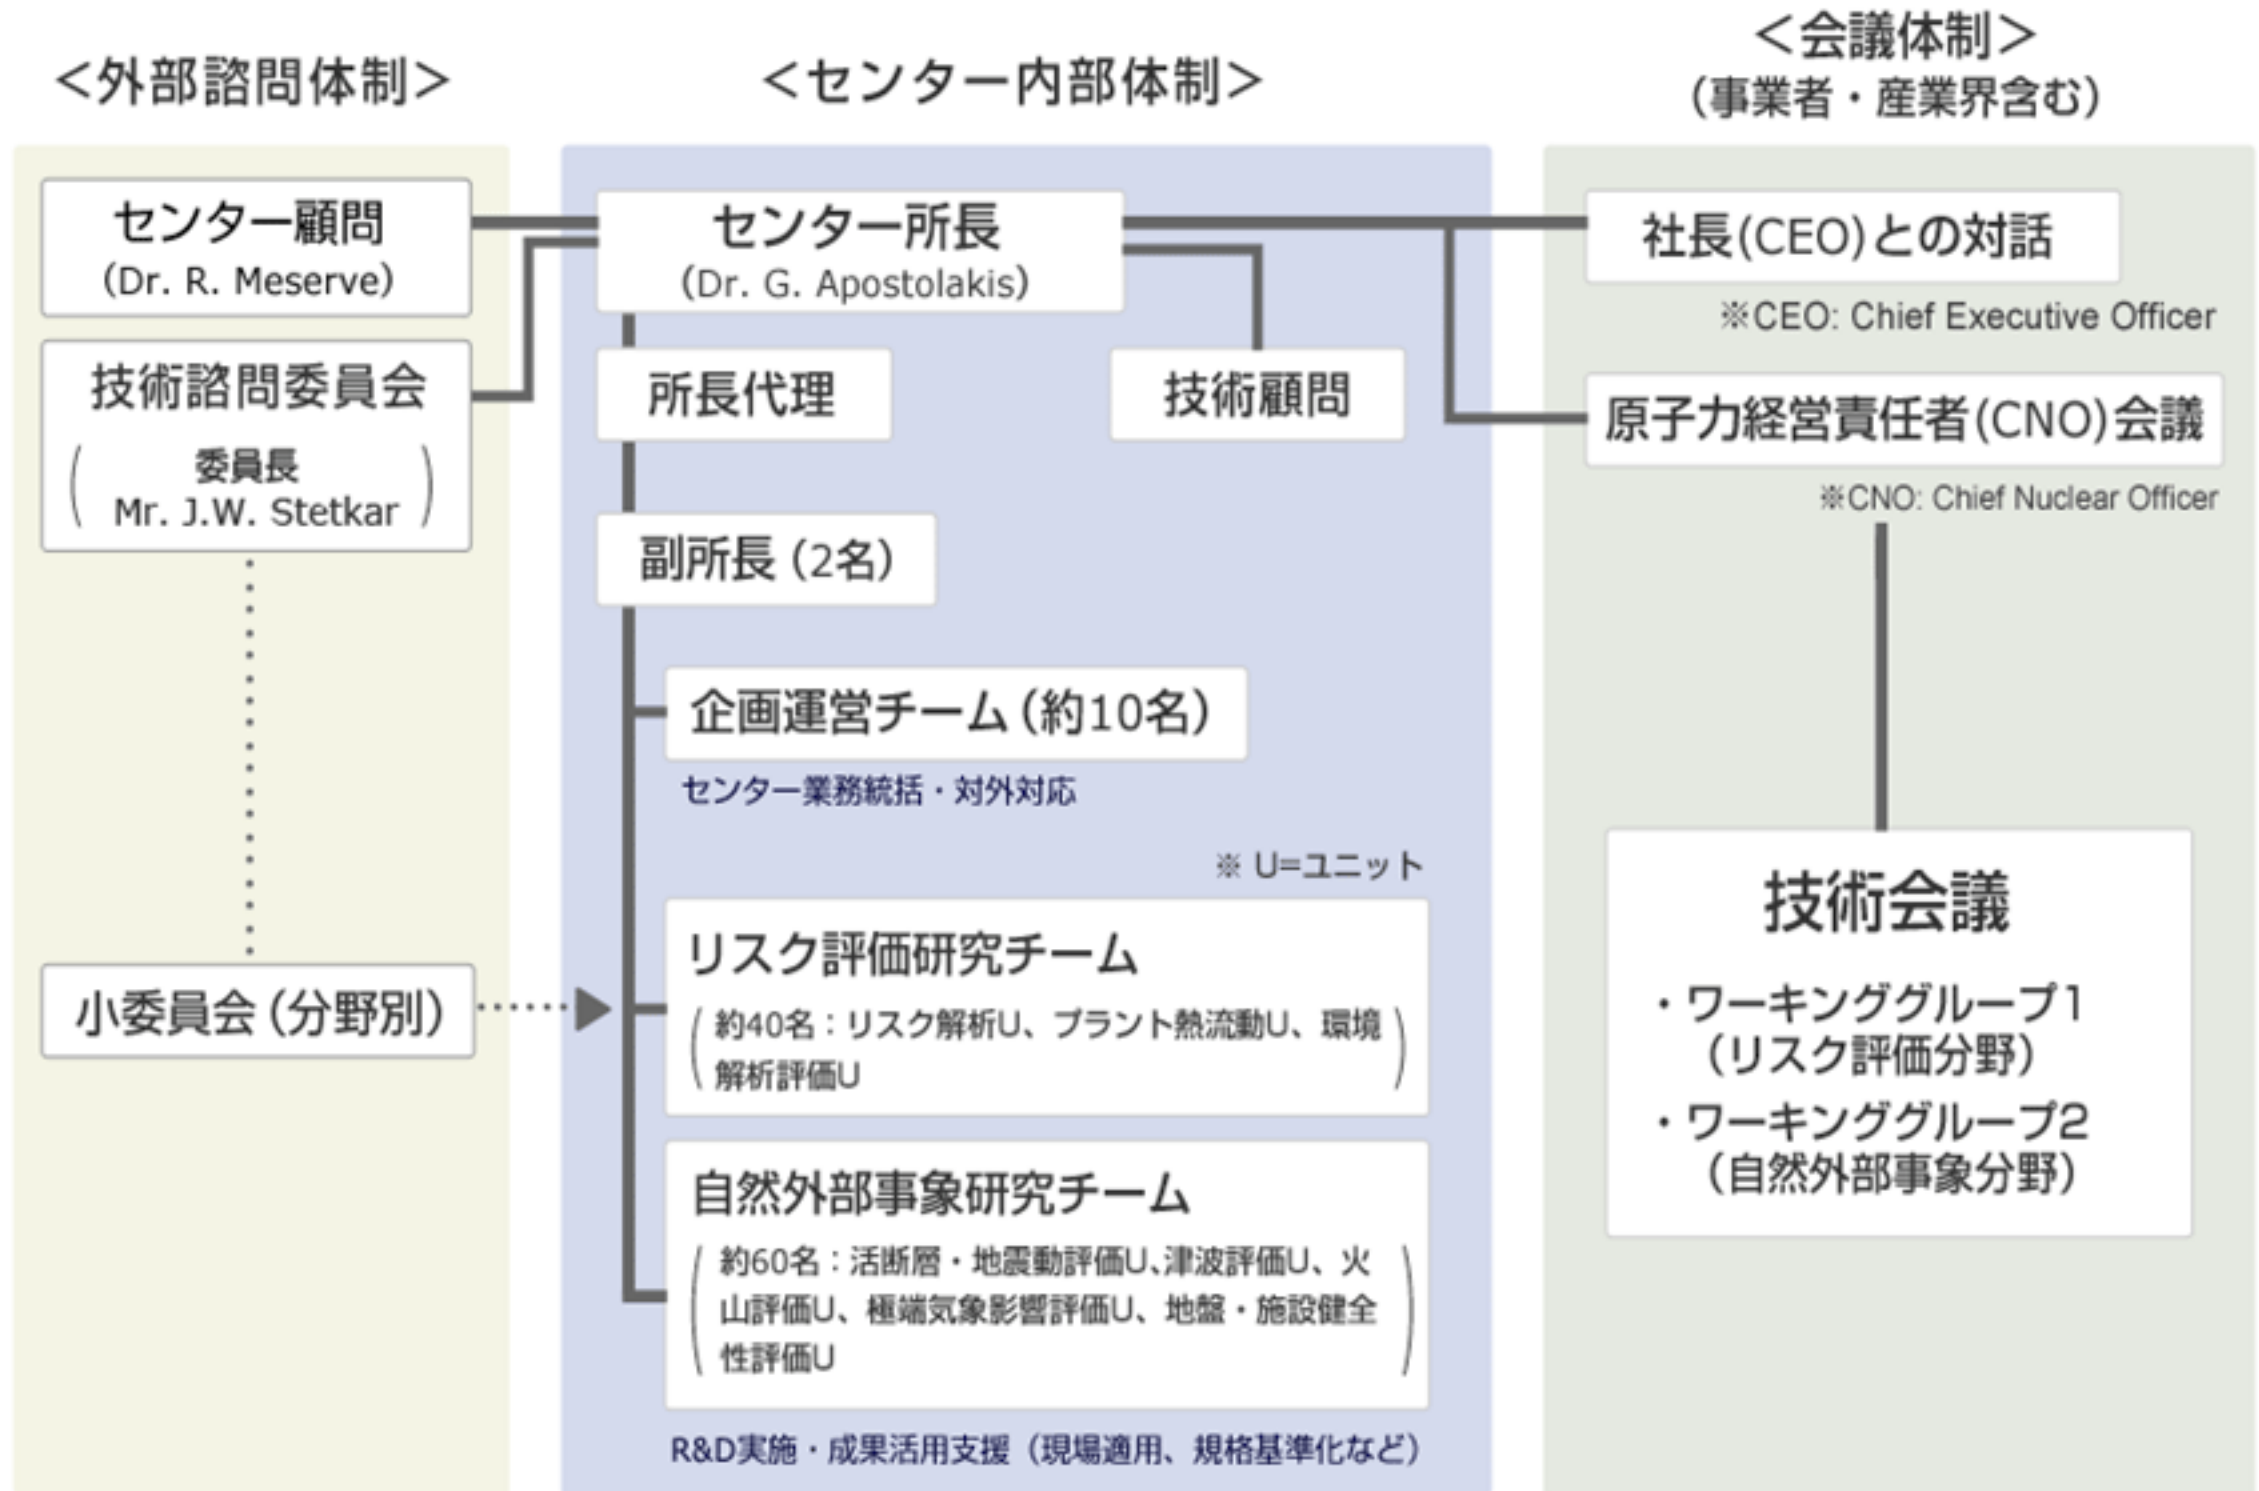 ＜外部諮問体制＞
センター顧問
(Dr. R. Meserve)
技術諮問委員会
委員長
Mr. J.W. Stetkar
小委員会(分野別)
＜センター内部体制＞
センター所長
(Dr. G. Apostolakis)
所長代理
技術顧問
副所長(2名)
企画運営チーム(約10名)
センター業務統括・対外対応
※ U=ユニット
リスク評価研究チーム
約40名：リスク解析U、プラント熱流動U、環境
解析評価U
自然外部事象研究チーム
約60名：活断層・地震動評価U､津波評価U、火
山評価U、極端気象影響評価U、地盤・施設健全
性評価U
R&D実施・成果活用支援（現場適用、規格基準化など）
＜会議体制＞
（事業者・産業界含む）
社長(CEO)との対話
※CEO: Chief Executive Officer
原子力経営責任者(CNO)会議
※CNO: Chief Nuclear Officer
技術会議
・ワーキンググループ1
（リスク評価分野）
・ワーキンググループ2
（自然外部事象分野）